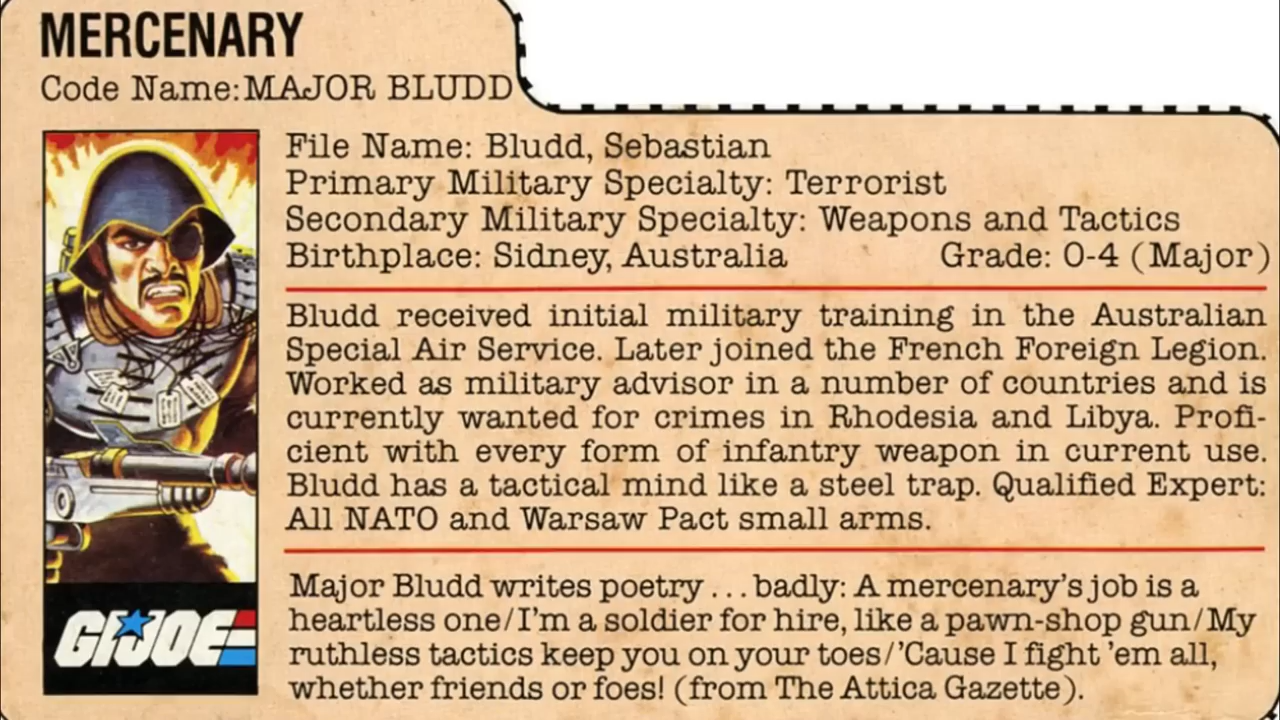 MERCENARY
Code Name: MAJOR BLUDD
File Name: Bludd, Sebastian
Primary Military Specialty: Terrorist
Secondary Military Specialty: Weapons and Tactics
Birthplace: Sidney, Australia Grade: O-4 (Major)
Bludd received initial military training in the Australian
Special Air Service. Later joined the French Foreign Legion.
Worked as military advisor in a number of countries and is
currently wanted for crimes in Rhodesia and Libya. Profi-
cient with every form of infantry weapon in current use.
Bludd has a tactical mind like a steel trap. Qualified Expert:
All NATO and Warsaw Pact small arms.
Major Bludd writes poetry . . . badly: A mercenary's job is a
heartless one/I'm a soldier for hire, like a pawn-shop gun/My
ruthless tactics keep you on your toes/'Cause I fight 'em all,
whether friends or foes! (from The Attica Gazette).
GI JOE